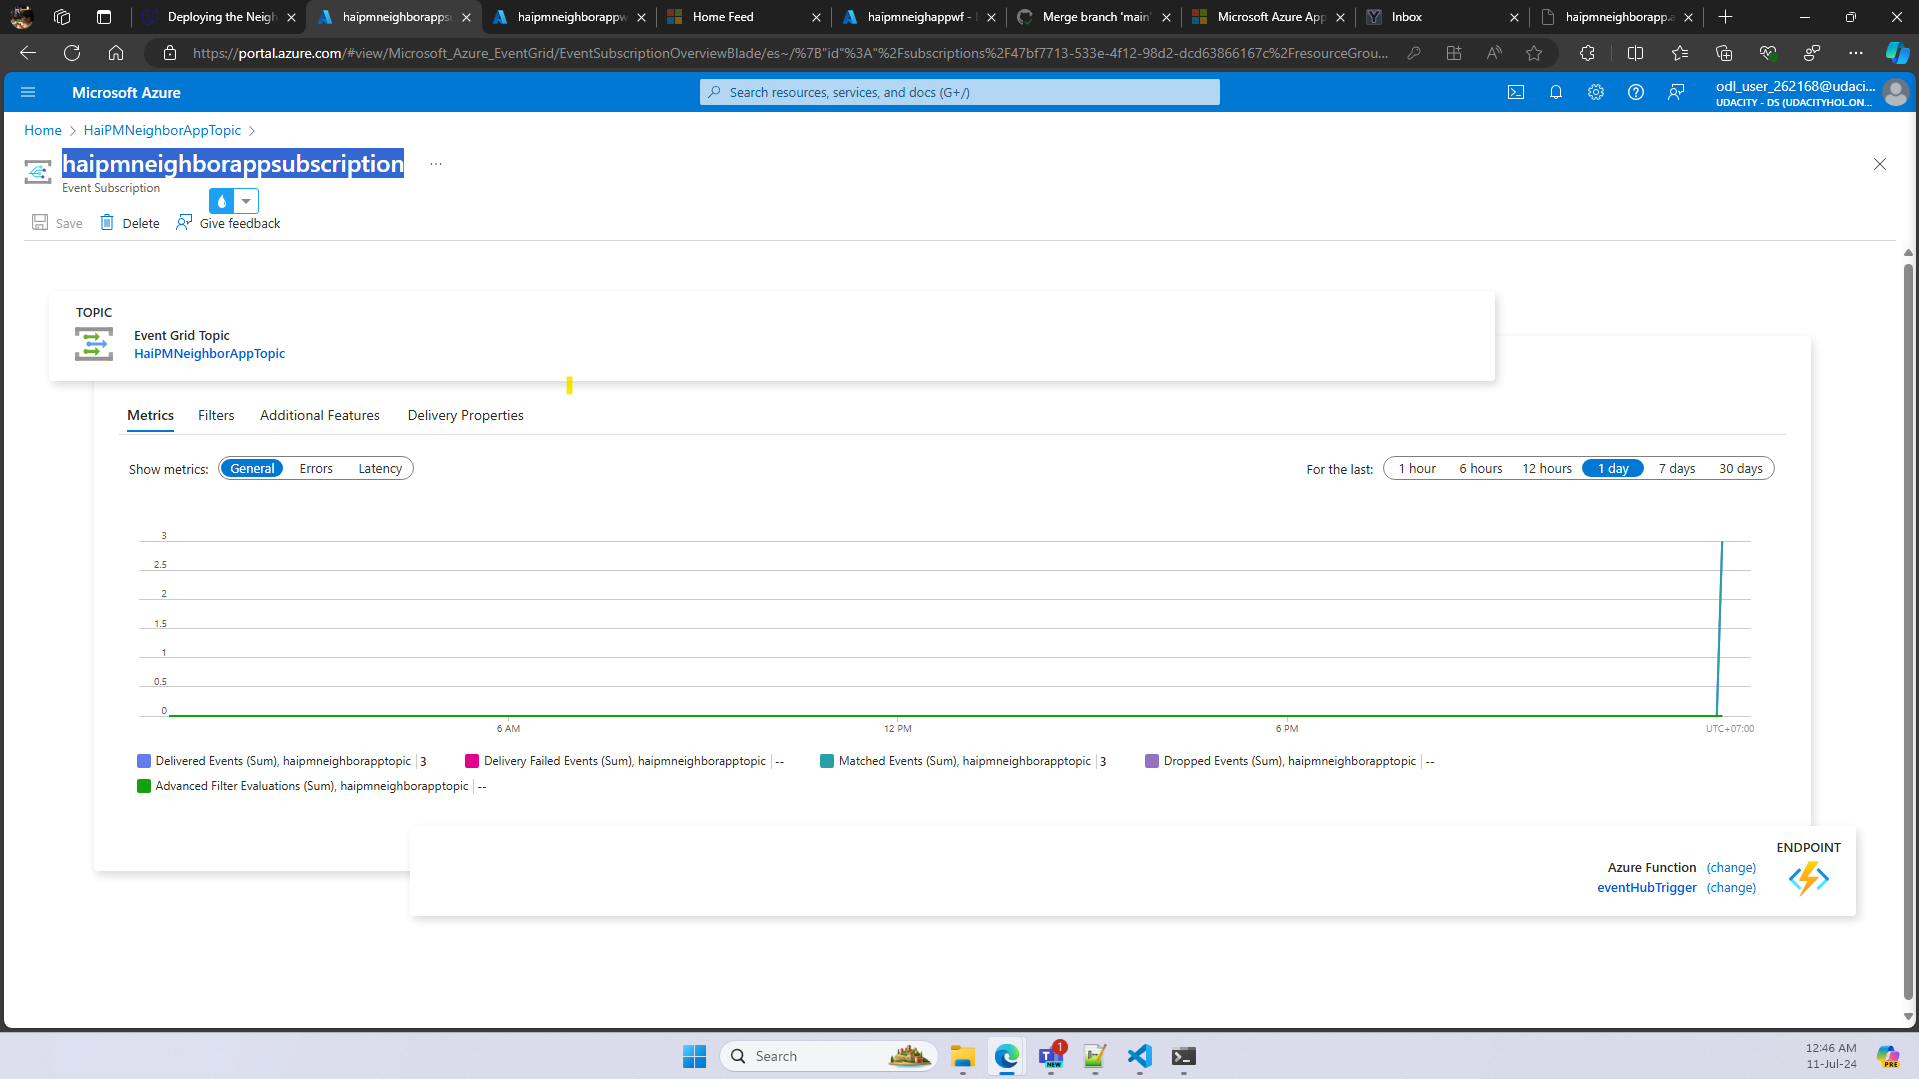 Deploying the Neigh
haipmneighborappsu
haipmneighborappw
Home Feed
haipmneighappwf -
Merge branch 'main'
Microsoft Azure App
Inbox
haipmneighborapp.a
https://portal.azure.com/#view/Microsoft_Azure_EventGrid/EventSubscriptionOverviewBlade/es~/%7B"id"%3A"%2Fsubscriptions%2F47bf7713-533e-4f12-98d2-dcd63866167c%2FresourceGrou...
Microsoft Azure
Search resources, services, and docs (G+/)
odl_user_262168@udaci...
UDACITY - DS (UDACITYHOL.ON...
Home > HaiPMNeighborAppTopic >
haipmneighborappsubscription ...
Event Subscription
Save Delete Give feedback
TOPIC
Event Grid Topic
HaiPMNeighborAppTopic
Metrics Filters Additional Features Delivery Properties
Show metrics: General Errors Latency
For the last: 1 hour 6 hours 12 hours 1 day 7 days 30 days
3
2.5
2
1.5
1
0.5
0
6 AM 12 PM 6 PM UTC+07:00
Delivered Events (Sum), haipmneighborapptopic | 3
Delivery Failed Events (Sum), haipmneighborapptopic | --
Matched Events (Sum), haipmneighborapptopic | 3
Dropped Events (Sum), haipmneighborapptopic | --
Advanced Filter Evaluations (Sum), haipmneighborapptopic | --
ENDPOINT
Azure Function (change)
eventHubTrigger (change)
Search
1
NEW
12:46 AM
11-Jul-24
PRE